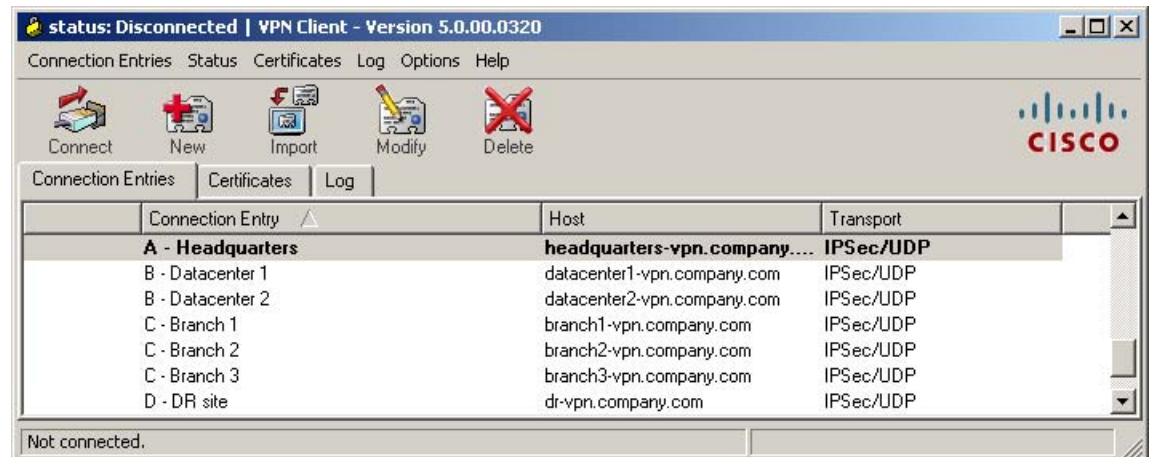 status: Disconnected | VPN Client - Version 5.0.00.0320
Connection Entries Status Certificates Log Options Help
Connect New Import Modify Delete
CISCO
Connection Entries Certificates Log
Connection Entry Host Transport
A - Headquarters headquarters-vpn.company.... IPSec/UDP
B - Datacenter 1 datacenter1-vpn.company.com IPSec/UDP
B - Datacenter 2 datacenter2-vpn.company.com IPSec/UDP
C - Branch 1 branch1-vpn.company.com IPSec/UDP
C - Branch 2 branch2-vpn.company.com IPSec/UDP
C - Branch 3 branch3-vpn.company.com IPSec/UDP
D - DR site dr-vpn.company.com IPSec/UDP
Not connected.